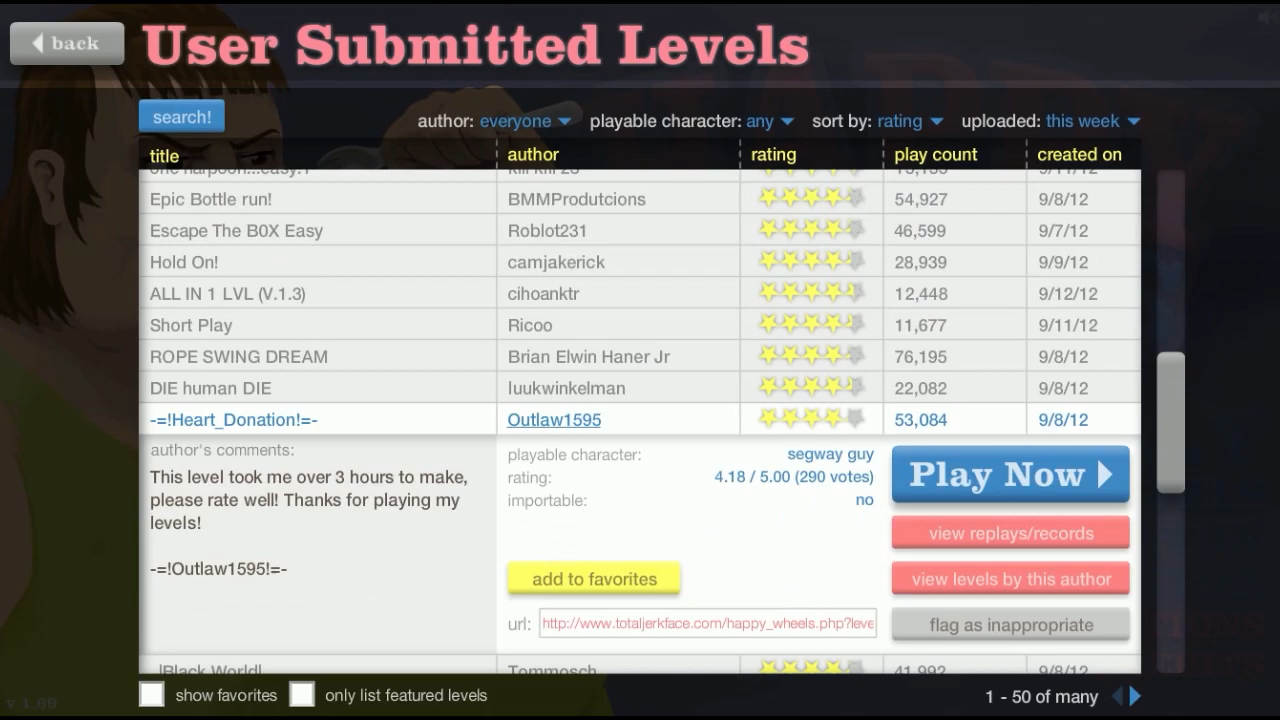 back
User Submitted Levels
search!
author: everyone playable character: any sort by: rating uploaded: this week
title author rating play count created on
Epic Bottle run! BMMProdutcions 54,927 9/8/12
Escape The B0X Easy Roblot231 46,599 9/7/12
Hold On! camjakerick 28,939 9/9/12
ALL IN 1 LVL (V.1.3) cihoanktr 12,448 9/12/12
Short Play Ricoo 11,677 9/11/12
ROPE SWING DREAM Brian Elwin Haner Jr 76,195 9/8/12
DIE human DIE luukwinkelman 22,082 9/8/12
-=!Heart_Donation!=- Outlaw1595 53,084 9/8/12
author's comments:
This level took me over 3 hours to make,
please rate well! Thanks for playing my
levels!
-=!Outlaw1595!=-
playable character: segway guy
rating: 4.18 / 5.00 (290 votes)
importable: no
add to favorites
url: http://www.totaljerkface.com/happy_wheels.php?leve
Play Now
view replays/records
view levels by this author
flag as inappropriate
Black World Tommosch 41,992 9/8/12
show favorites only list featured levels 1 - 50 of many
v 1.69